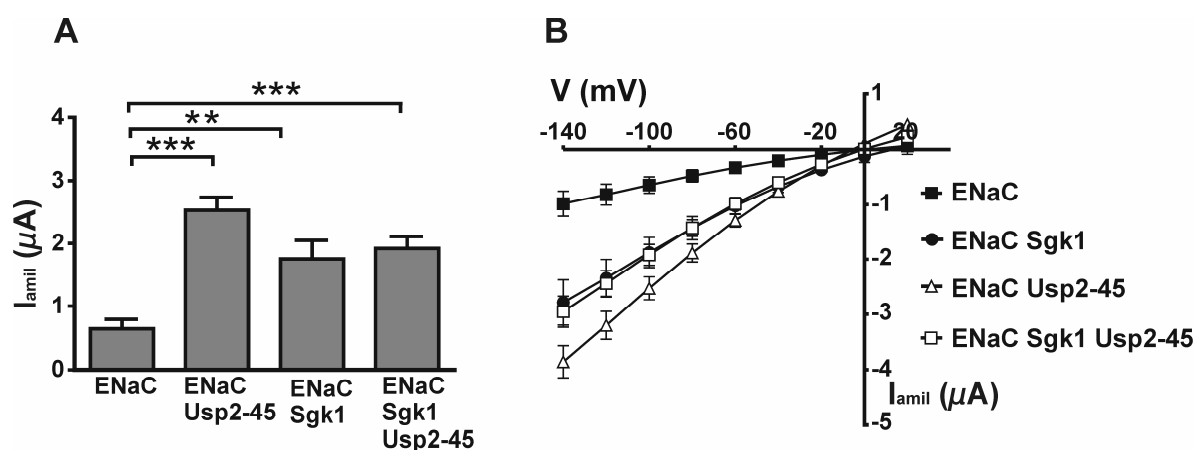 A
***
**
***
4
3
2
1
0
Iamil (μA)
ENaC
ENaC
Usp2-45
ENaC
Sgk1
ENaC
Sgk1
Usp2-45
B
V (mV)
-140 -100 -60 -20 20
1
-1
-2
-3
-4
-5
Iamil (μA)
ENaC
ENaC Sgk1
ENaC Usp2-45
ENaC Sgk1 Usp2-45